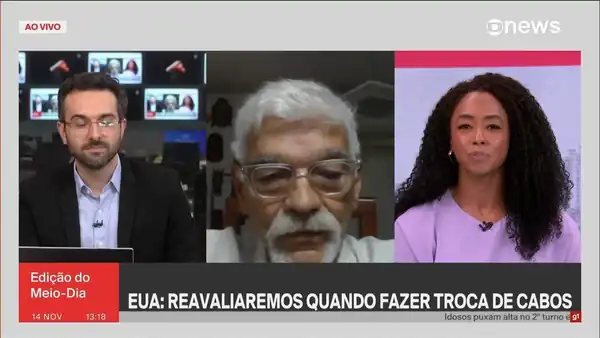 AO VIVO
news
Edição do
Meio-Dia
EUA: REAVALIAREMOS QUANDO FAZER TROCA DE CABOS
14 NOV 13:18
Idosos puxam alta no 2º turno e
g1